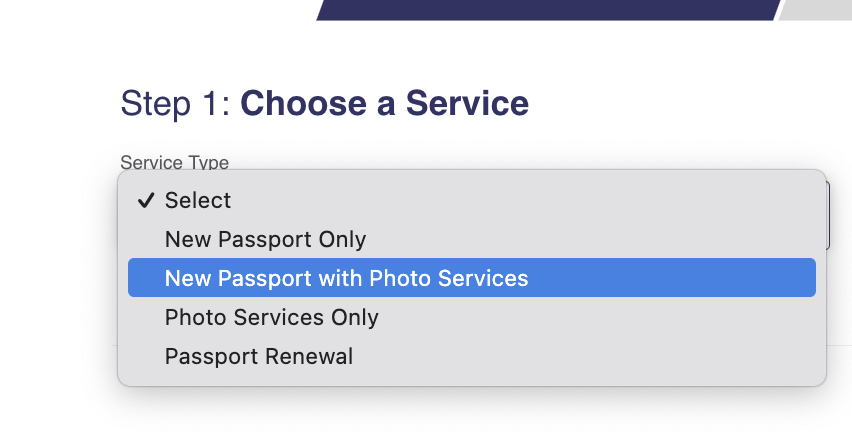 Step 1: Choose a Service
Service Type
✓ Select
New Passport Only
New Passport with Photo Services
Photo Services Only
Passport Renewal